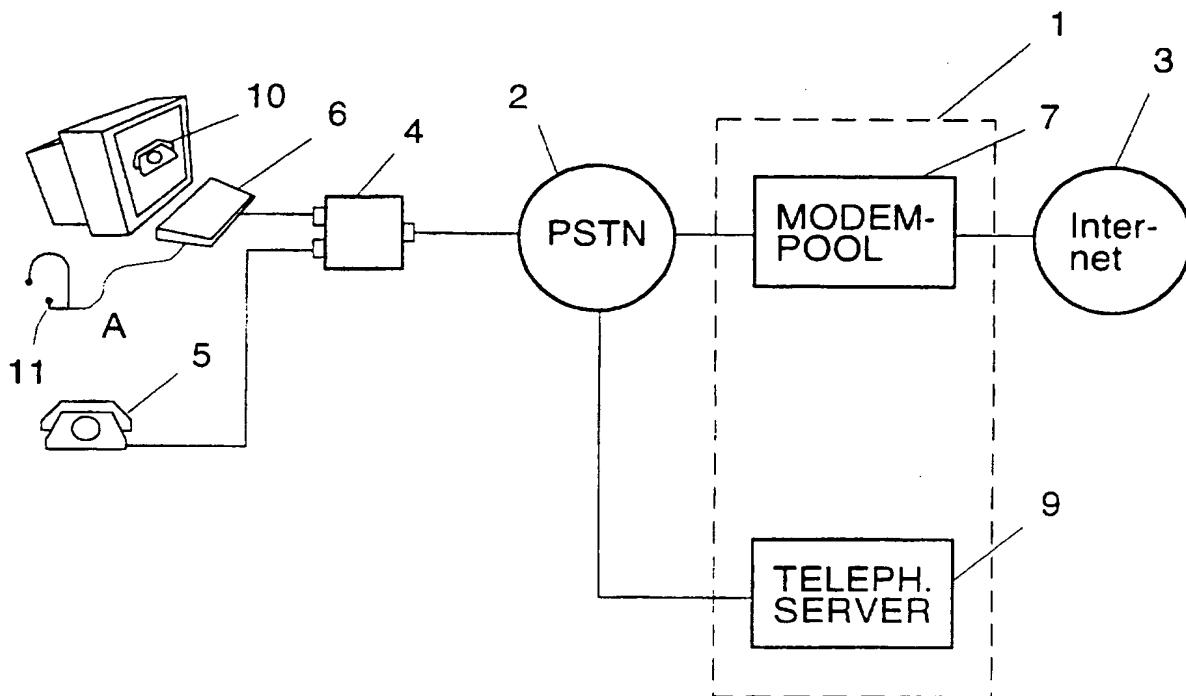 1
3
10
6
7
2
4
PSTN
MODEM-
POOL
Inter-
net
A
11
5
9
TELEPH.
SERVER